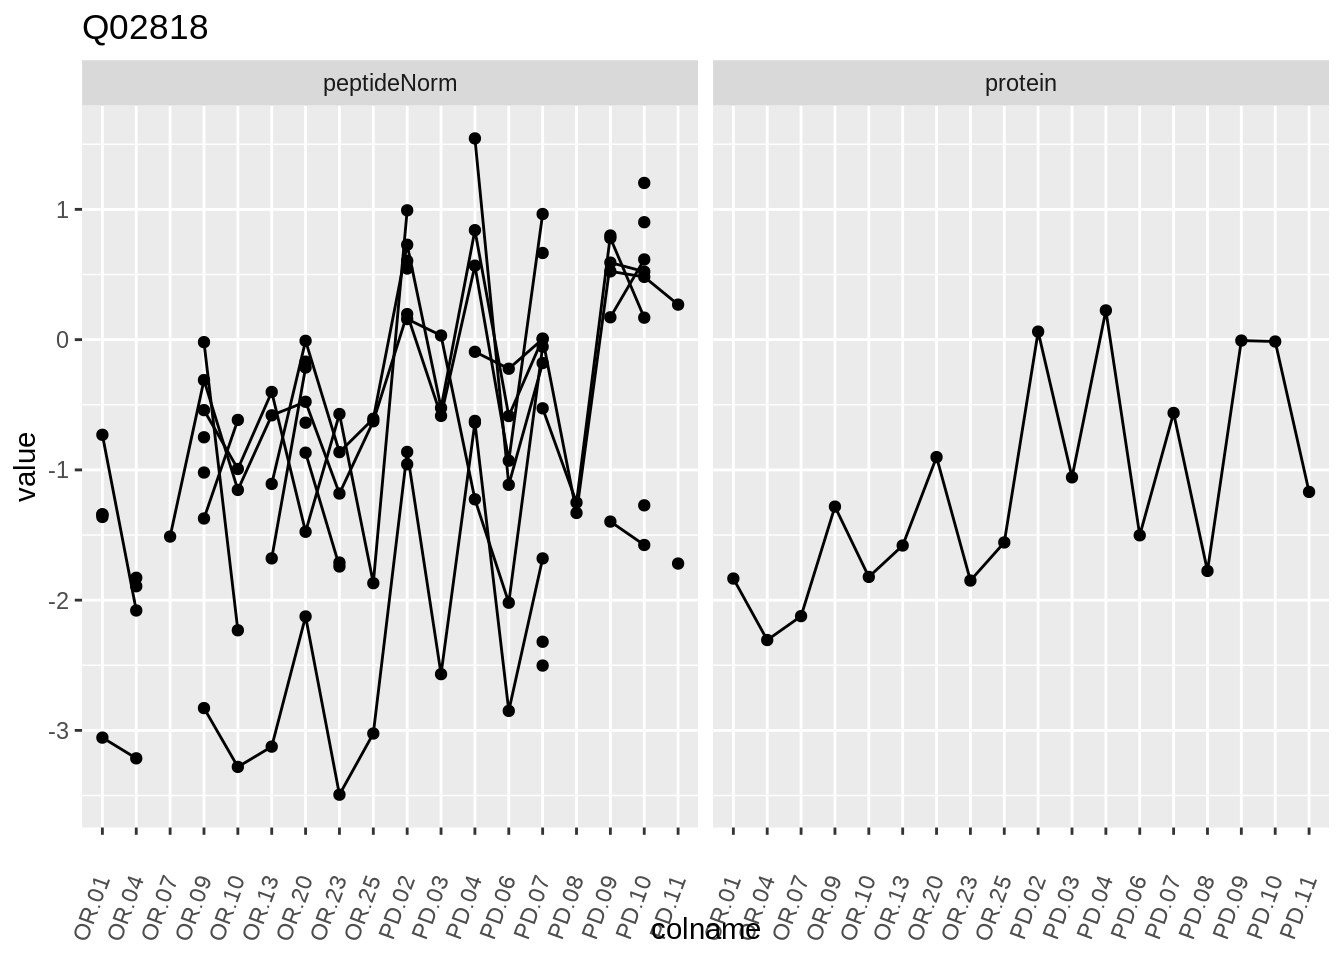 Q02818
peptideNorm
protein
value
1
0
-1
-2
-3
OR.01 OR.04 OR.07 OR.09 OR.10 OR.13 OR.20 OR.23 OR.25 PD.02 PD.03 PD.04 PD.06 PD.07 PD.08 PD.09 PD.10 PD.11
OR.01 OR.04 OR.07 OR.09 OR.10 OR.13 OR.20 OR.23 OR.25 PD.02 PD.03 PD.04 PD.06 PD.07 PD.08 PD.09 PD.10 PD.11
colname